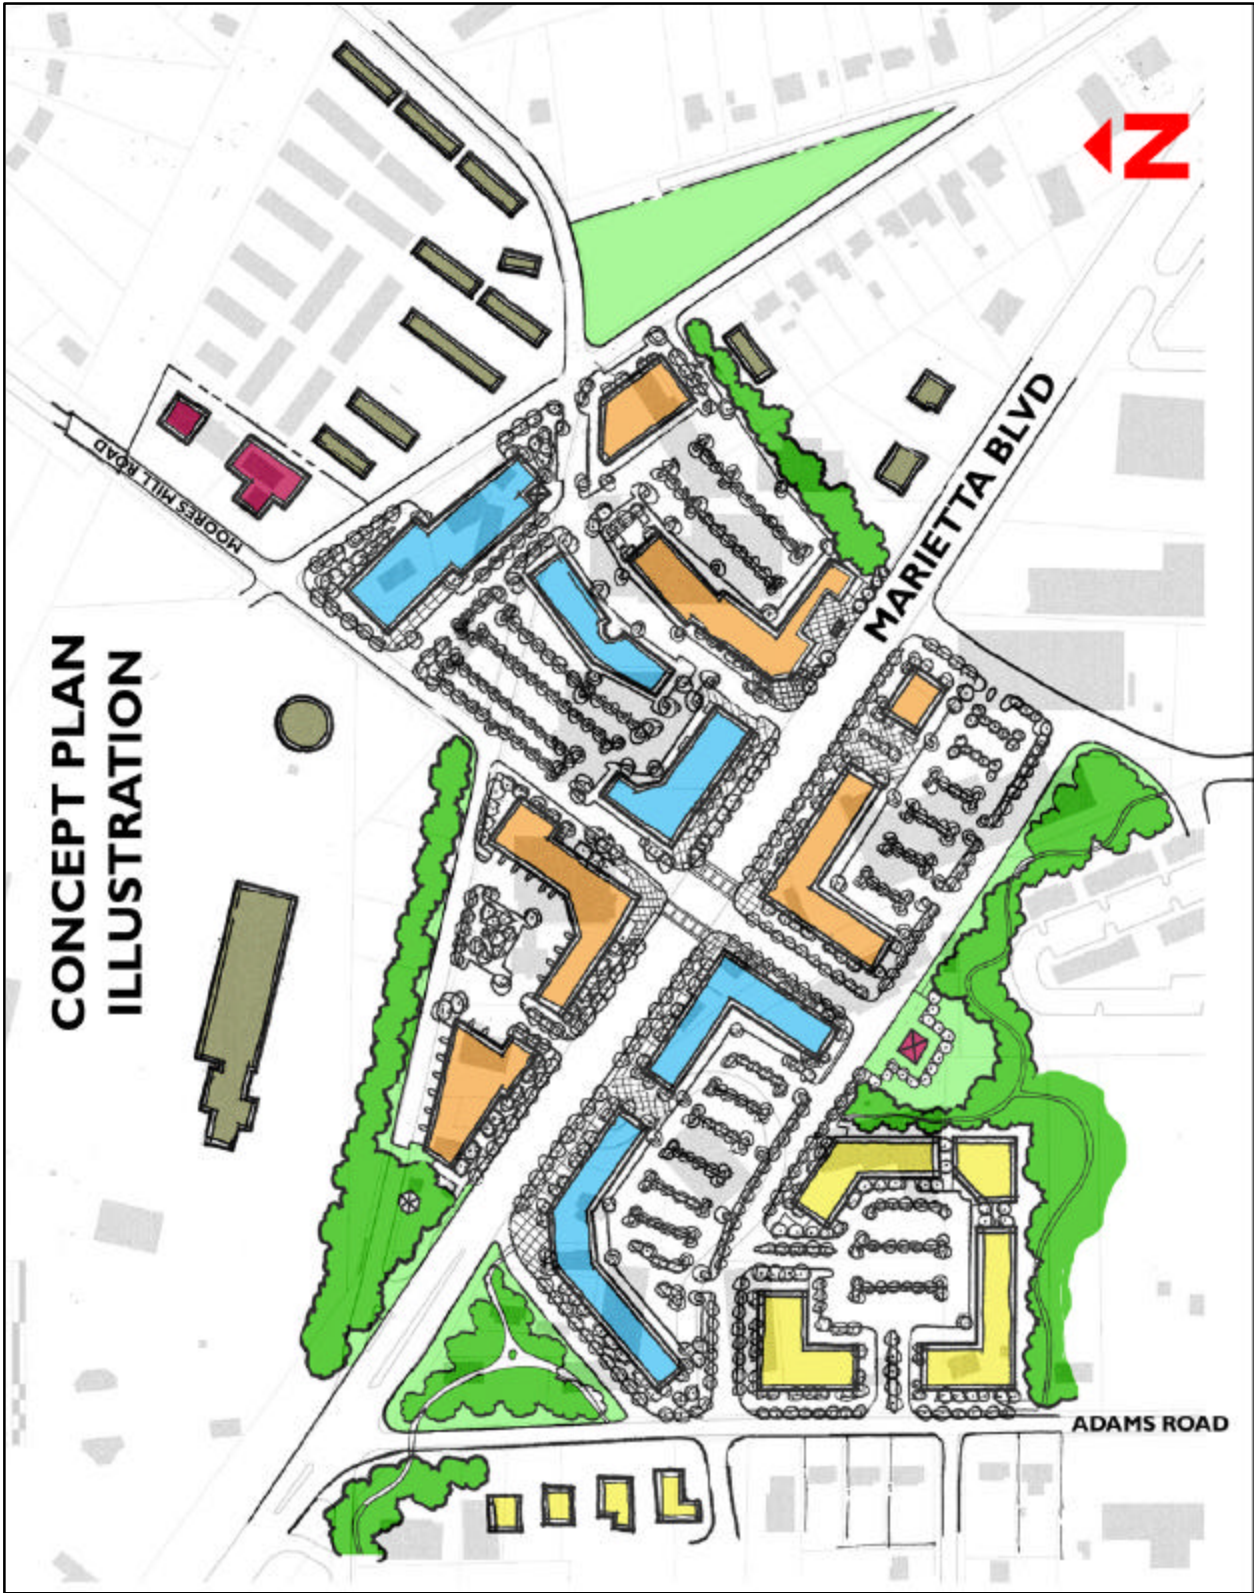 CONCEPT PLAN
ILLUSTRATION
MOORES MILL ROAD
MARIETTA BLVD
ADAMS ROAD
N